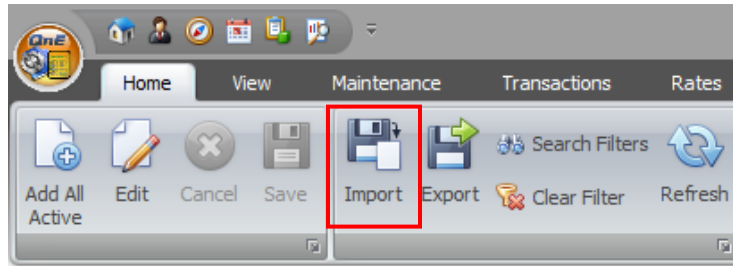 QnE
Home View Maintenance Transactions Rates
Add All Active Edit Cancel Save Import Export Search Filters Clear Filter Refresh